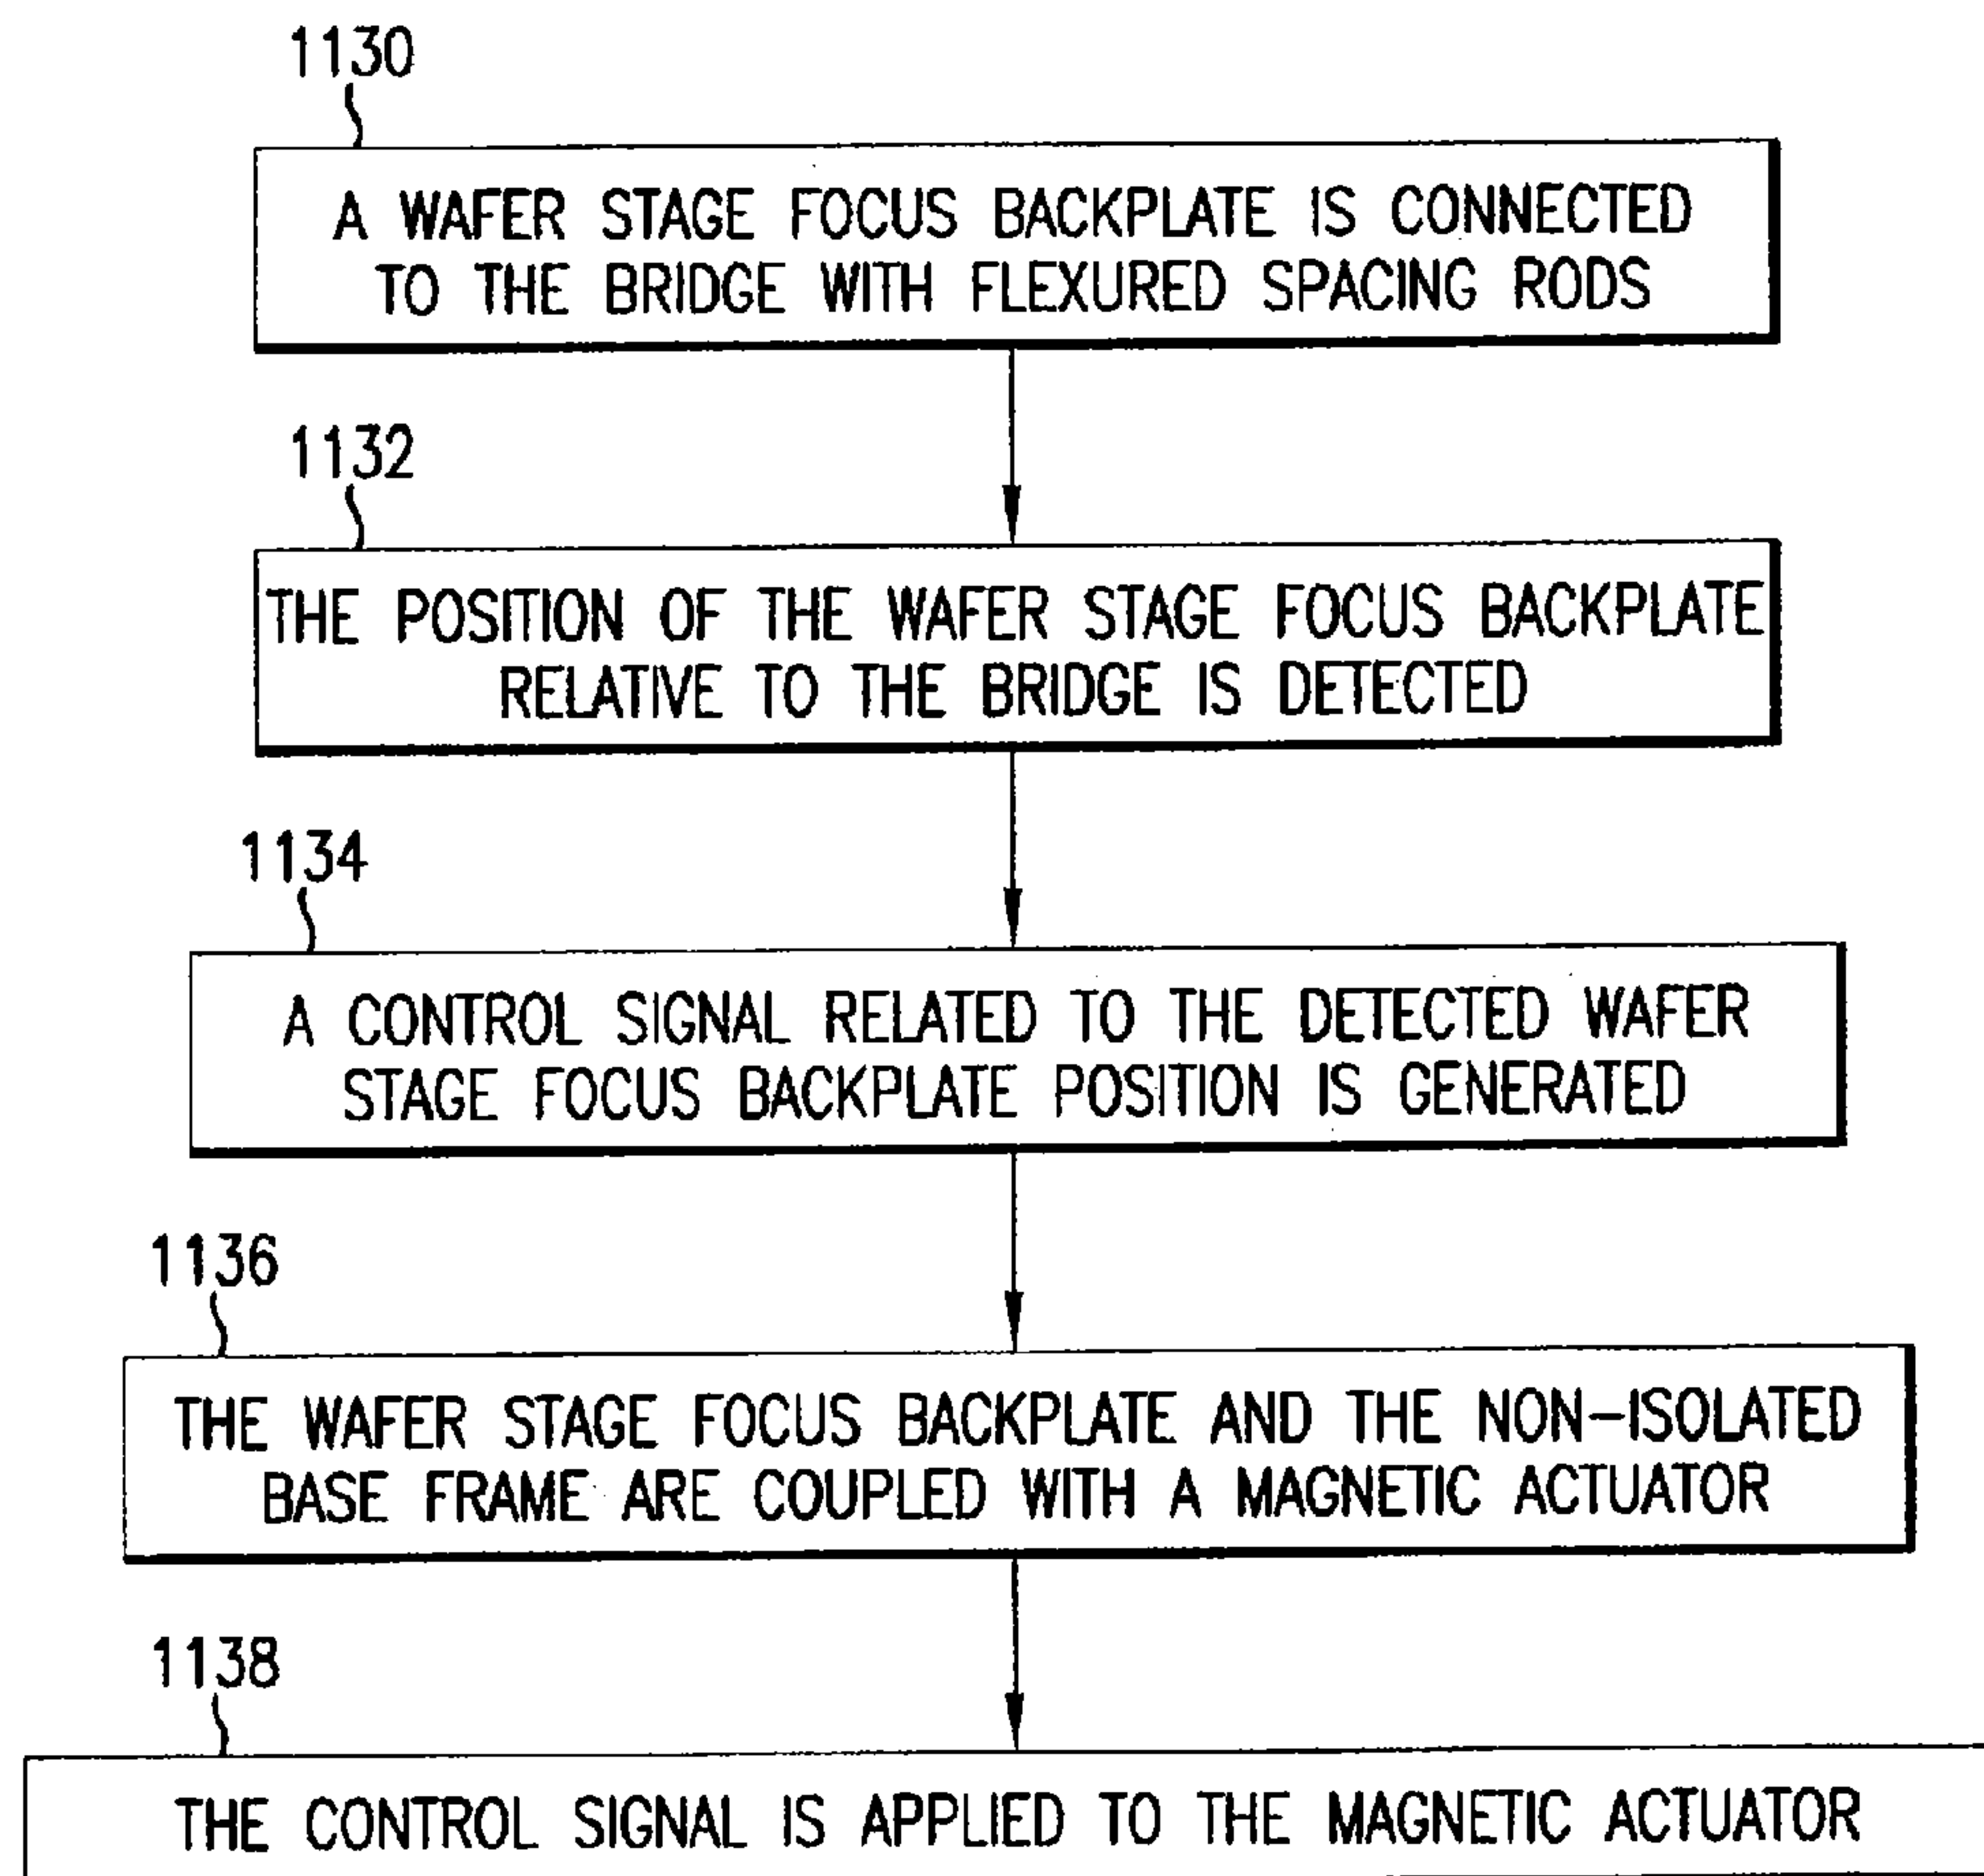 1130
A WAFER STAGE FOCUS BACKPLATE IS CONNECTED
TO THE BRIDGE WITH FLEXURED SPACING RODS
1132
THE POSITION OF THE WAFER STAGE FOCUS BACKPLATE
RELATIVE TO THE BRIDGE IS DETECTED
1134
A CONTROL SIGNAL RELATED TO THE DETECTED WAFER
STAGE FOCUS BACKPLATE POSITION IS GENERATED
1136
THE WAFER STAGE FOCUS BACKPLATE AND THE NON-ISOLATED
BASE FRAME ARE COUPLED WITH A MAGNETIC ACTUATOR
1138
THE CONTROL SIGNAL IS APPLIED TO THE MAGNETIC ACTUATOR